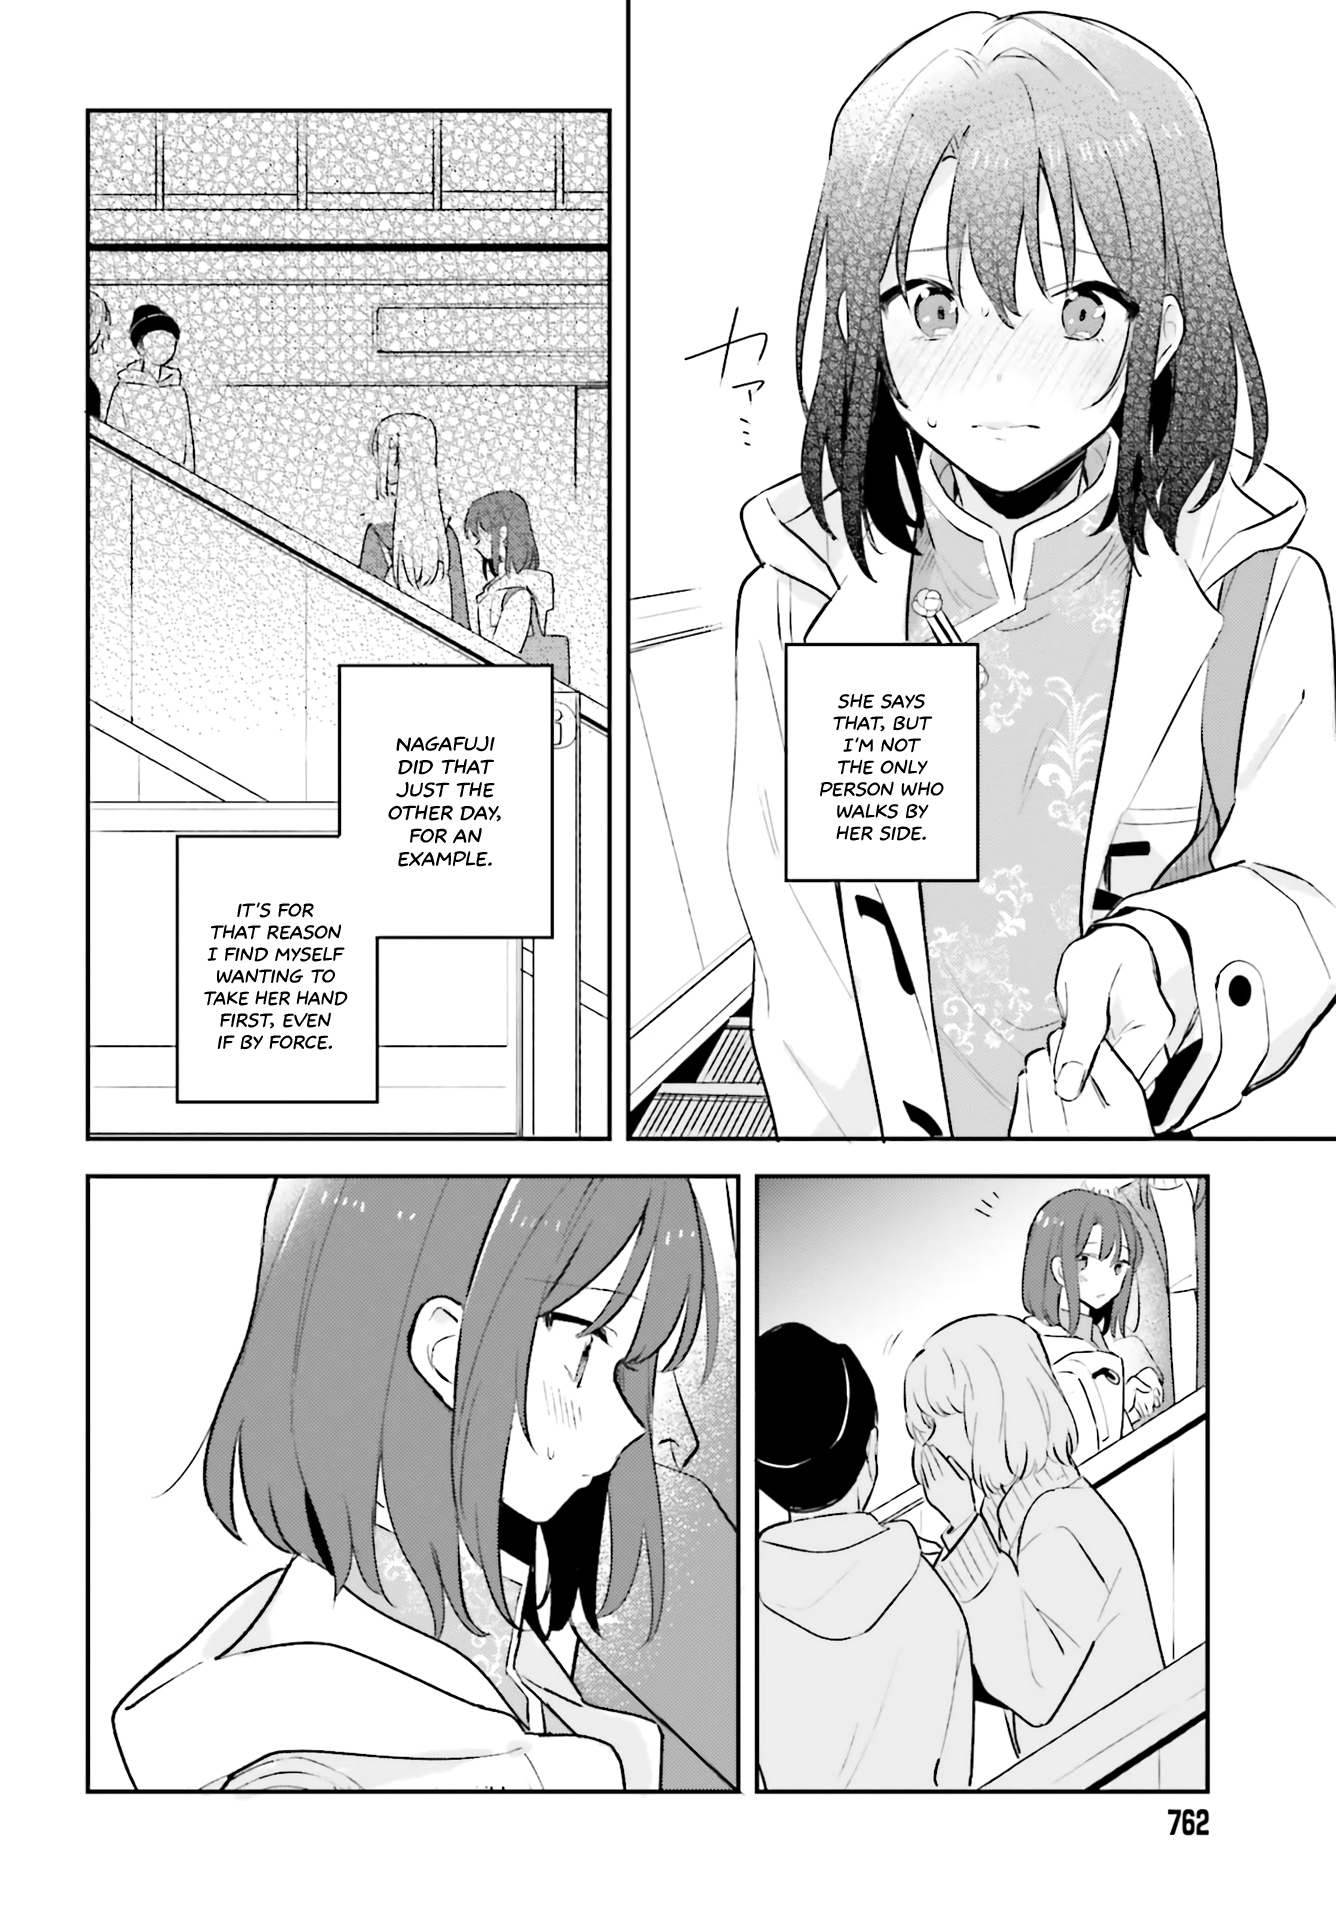 カァ…
SHE SAYS
THAT, BUT
I'M NOT
THE ONLY
PERSON WHO
WALKS BY
HER SIDE.
NAGAFUJI
DID THAT
JUST THE
OTHER DAY,
FOR AN
EXAMPLE.
IT'S FOR
THAT REASON
I FIND MYSELF
WANTING TO
TAKE HER HAND
FIRST, EVEN
IF BY FORCE.
762